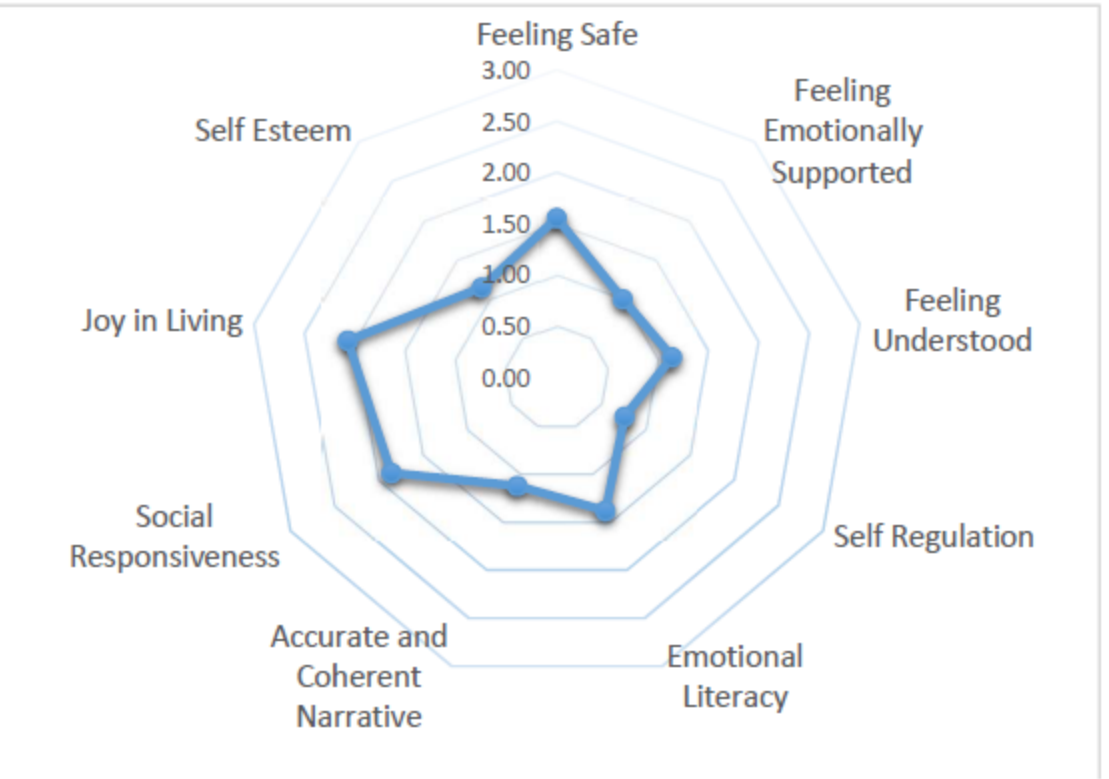 Feeling Safe
3.00
2.50
2.00
1.50
1.00
0.50
0.00
Feeling
Emotionally
Supported
Feeling
Understood
Self Regulation
Emotional
Literacy
Accurate and
Coherent
Narrative
Social
Responsiveness
Joy in Living
Self Esteem